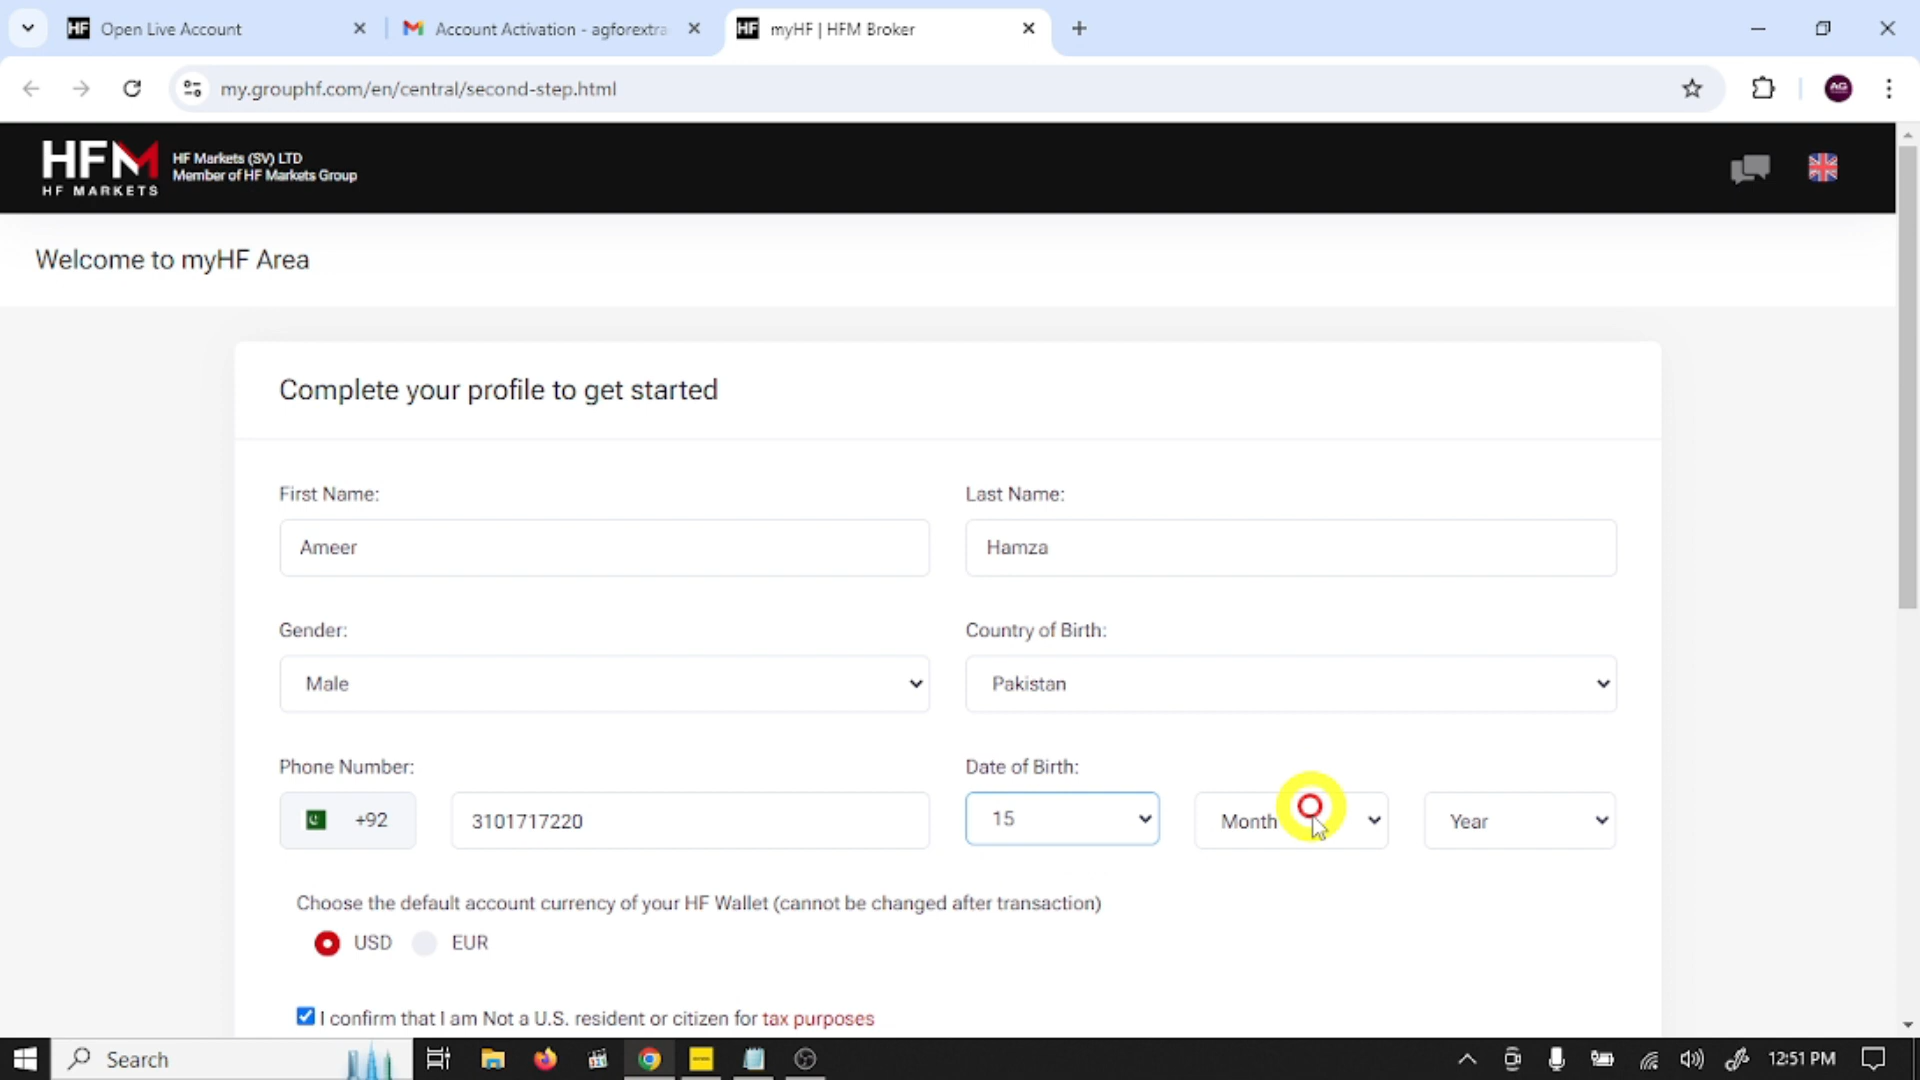 HF Open Live Account
Account Activation - agforextra
HF myHF | HFM Broker
my.grouphf.com/en/central/second-step.html
AG
HFM
HF MARKETS
HF Markets (SV) LTD
Member of HF Markets Group
Welcome to myHF Area
Complete your profile to get started
First Name:
Last Name:
Ameer
Hamza
Gender:
Country of Birth:
Male
Pakistan
Phone Number:
Date of Birth:
+92
3101717220
15
Month
Year
Choose the default account currency of your HF Wallet (cannot be changed after transaction)
USD
EUR
I confirm that I am Not a U.S. resident or citizen for tax purposes
Search
12:51 PM